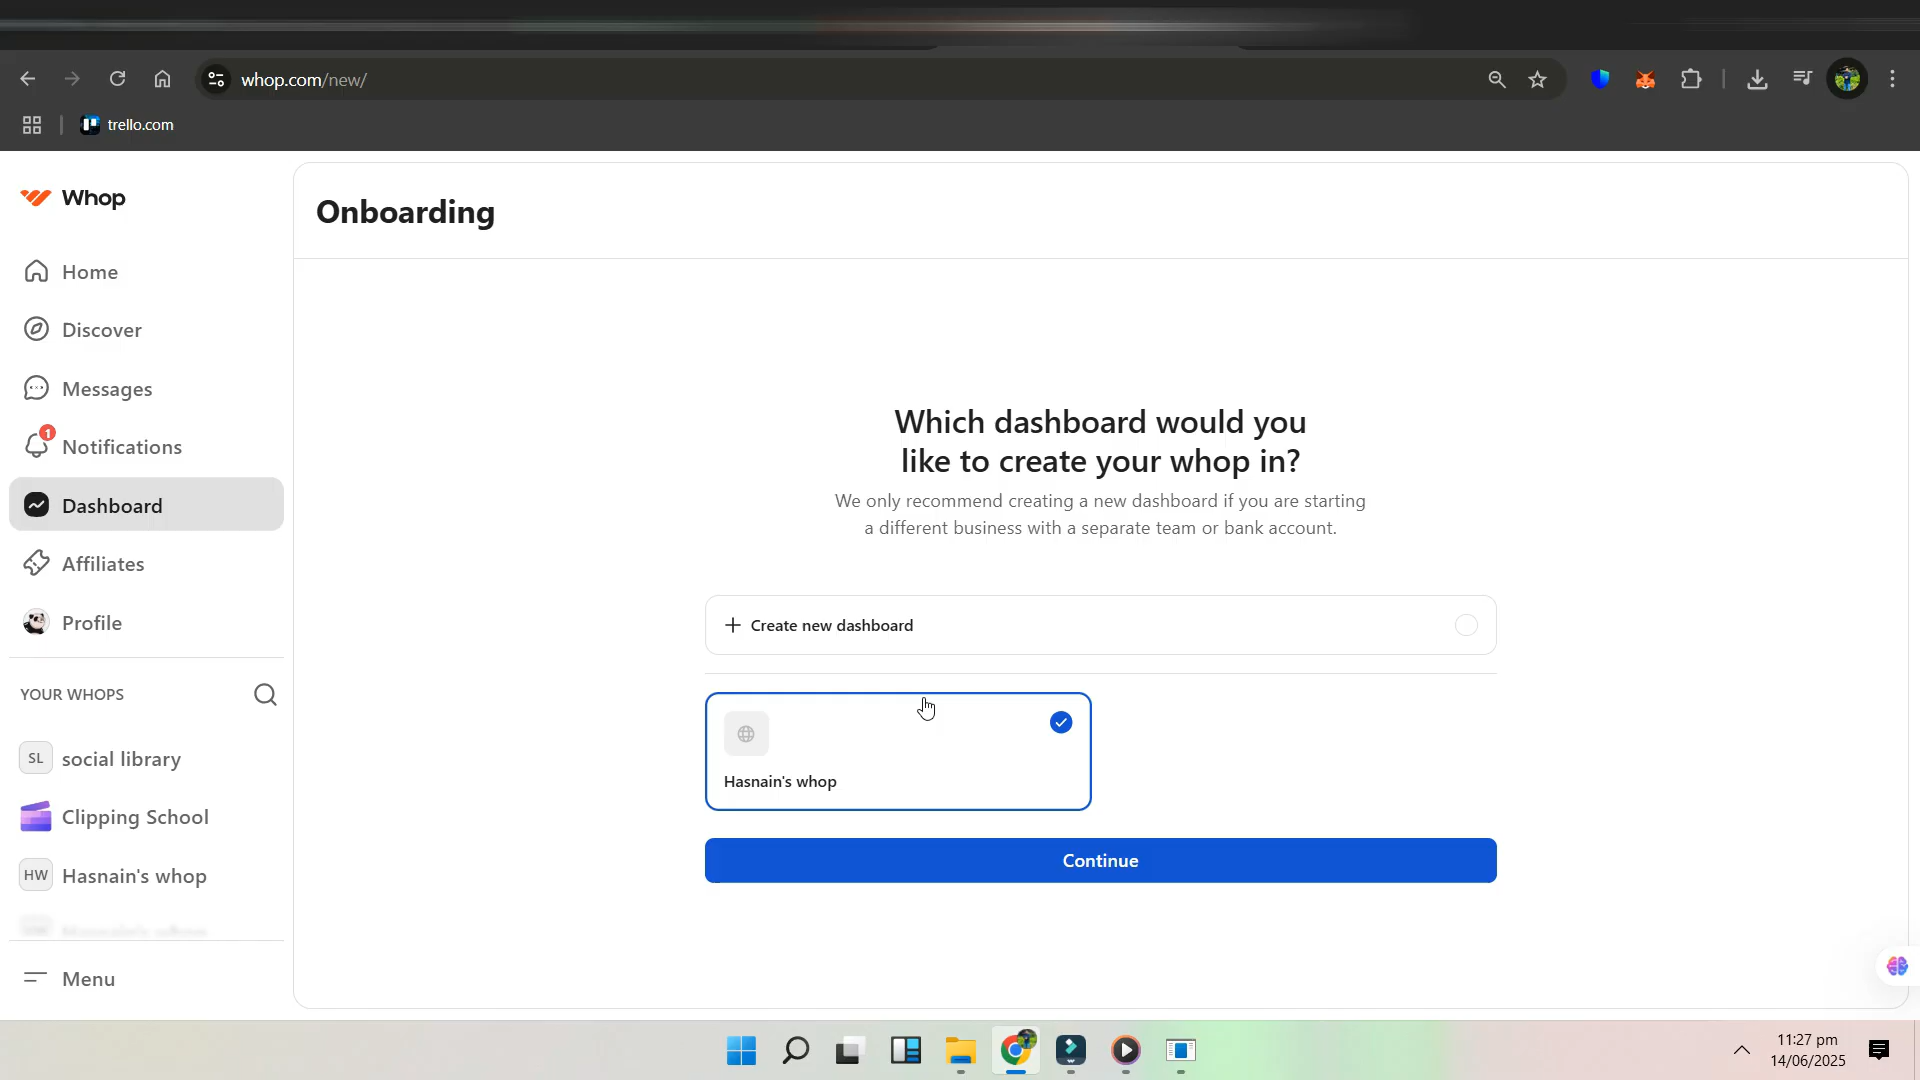 whop.com/new/
trello.com
Whop
Onboarding
Home
Discover
Messages
1
Notifications
Dashboard
Affiliates
Profile
YOUR WHOPS
SL social library
Clipping School
HW Hasnain's whop
Menu
Which dashboard would you
like to create your whop in?
We only recommend creating a new dashboard if you are starting
a different business with a separate team or bank account.
Create new dashboard
Hasnain's whop
Continue
11:27 pm
14/06/2025